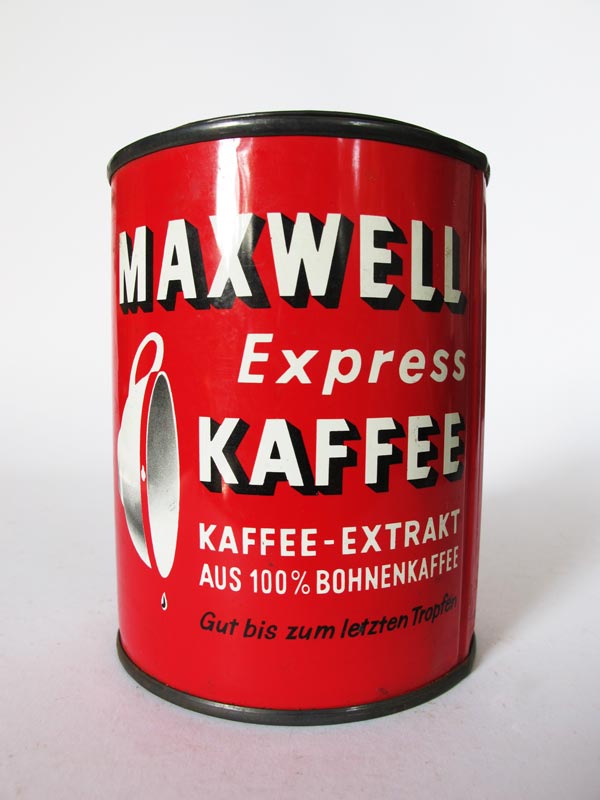 MAXWELL
Express
KAFFEE
KAFFEE-EXTRAKT
AUS 100% BOHNENKAFFEE
Gut bis zum letzten Tropfen